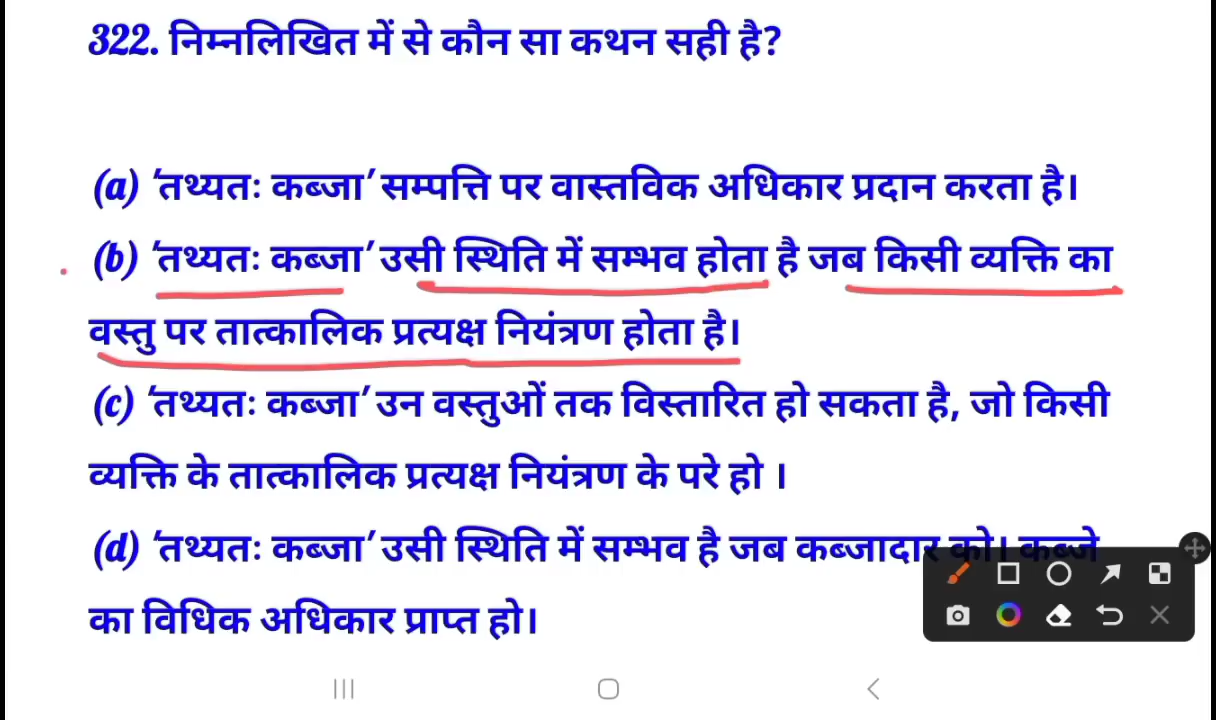 322. निम्नलिखित में से कौन सा कथन सही है?
(a) 'तथ्यतः कब्जा' सम्पत्ति पर वास्तविक अधिकार प्रदान करता है।
(b) 'तथ्यतः कब्जा' उसी स्थिति में सम्भव होता है जब किसी व्यक्ति का
वस्तु पर तात्कालिक प्रत्यक्ष नियंत्रण होता है।
(c) 'तथ्यतः कब्जा' उन वस्तुओं तक विस्तारित हो सकता है, जो किसी
व्यक्ति के तात्कालिक प्रत्यक्ष नियंत्रण के परे हो ।
(d) 'तथ्यतः कब्जा' उसी स्थिति में सम्भव है जब कब्जादार को। कब्जे
का विधिक अधिकार प्राप्त हो।